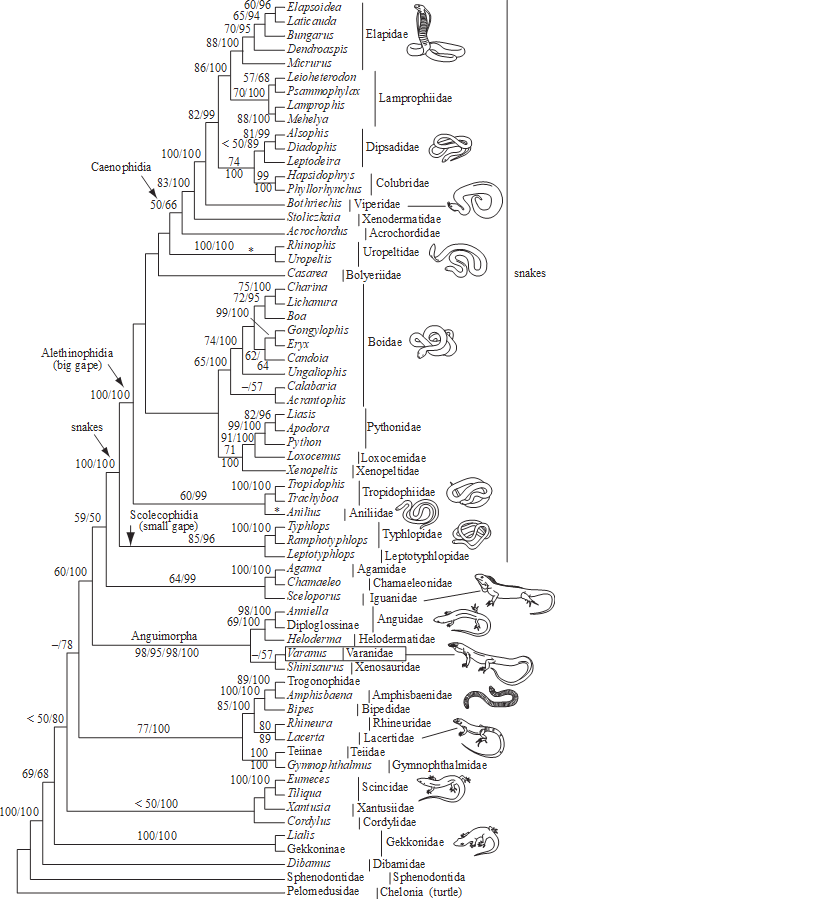 60/96 Elapsoidea
65/94 Laticauda
70/95 Bungarus Elapidae
88/100 Dendroaspis
Micrurus
86/100
57/68 Leioheterodon
70/100 Psammophylax
Lamprophiidae
Lamprophis
88/100 Mehelya
82/99
81/99 Alsophis
< 50/89 Diadophis Dipsadidae
74 Leptodeira
100/100
100 99 Hapsidophrys
Colubridae
100 Phyllorhynchus
Caenophidia
83/100
50/66 Bothriechis Viperidae
Stoliczkaia Xenodermatidae
Acrochordus Acrochordidae
100/100 * Rhinophis
Uropeltidae
Uropeltis
Casarea Bolyeriidae
snakes
75/100 Charina
72/95 Lichanura
99/100 Boa
Gongylophis
74/100 Eryx Boidae
62/ Candoia
64
65/100 Ungaliophis
–/57 Calabaria
Acrantophis
Alethinophidia
(big gape)
100/100
82/96 Liasis
99/100 Apodora Pythonidae
91/100 Python
71 Loxocemus Loxocemidae
100 Xenopeltis Xenopeltidae
snakes
100/100
100/100 Tropidophis
Tropidophiidae
60/99 Trachyboa
* Anilius Aniliidae
Scolecophidia
(small gape)
59/50
100/100 Typhlops
Typhlopidae
85/96 Ramphotyphlops
Leptotyphlops Leptotyphlopidae
60/100
100/100 Agama Agamidae
64/99 Chamaeleo Chamaeleonidae
Sceloporus Iguanidae
98/100 Anniella
69/100 Diploglossinae Anguidae
Anguimorpha Heloderma Helodermatidae
98/95/98/100
–/78
–/57 Varanus Varanidae
Shinisaurus Xenosauridae
89/100 Trogonophidae
100/100 Amphisbaena Amphisbaenidae
85/100 Bipes Bipedidae
< 50/80
77/100 80 Rhineura Rhineuridae
89 Lacerta Lacertidae
100 Teiinae Teiidae
100 Gymnophthalmus Gymnophthalmidae
69/68
100/100 Eumeces
Scincidae
Tiliqua
< 50/100 Xantusia Xantusiidae
Cordylus Cordylidae
100/100
100/100 Lialis
Gekkonidae
Gekkoninae
Dibamus Dibamidae
Sphenodontidae Sphenodontida
Pelomedusidae Chelonia (turtle)